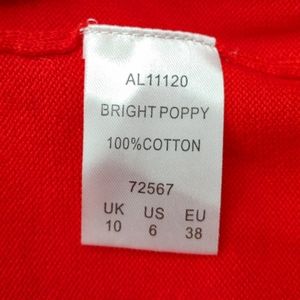 AL11120
BRIGHT POPPY
100%COTTON
72567
UK US EU
10 6 38